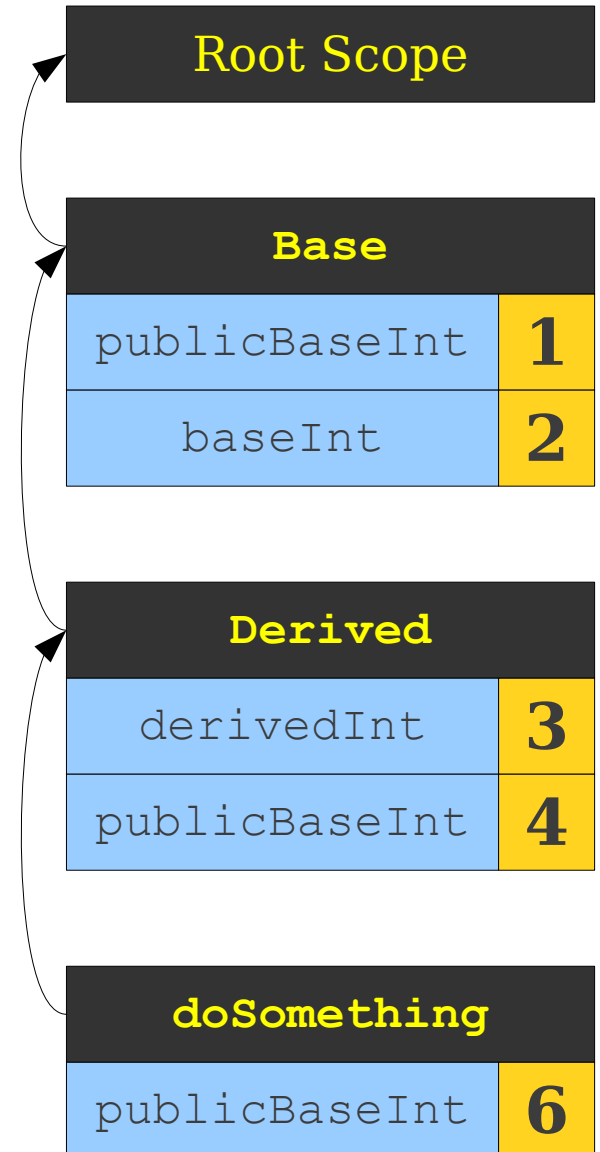 Root Scope
Base
publicBaseInt 1
baseInt 2
Derived
derivedInt 3
publicBaseInt 4
doSomething
publicBaseInt 6